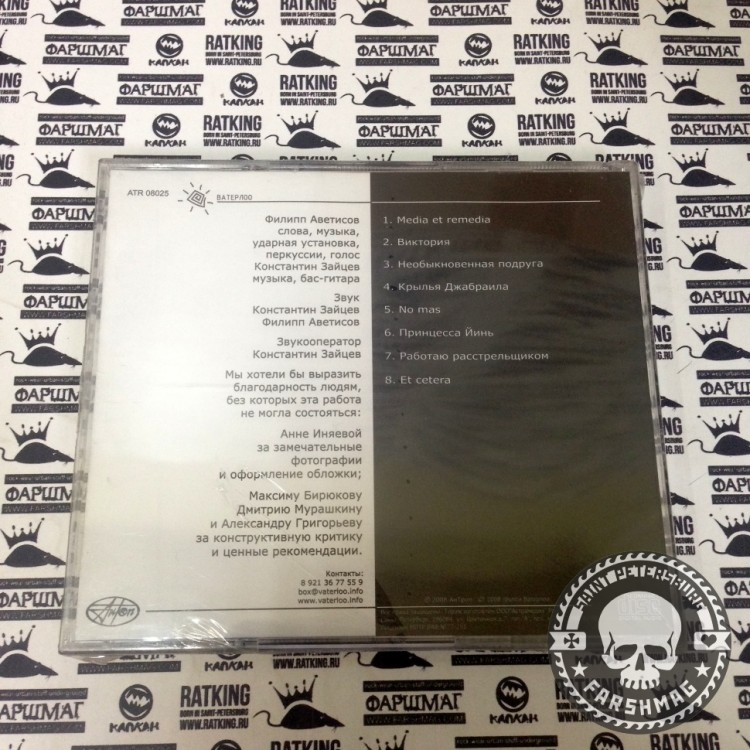 ATR 08025
ВАТЕРЛОО
Филипп Аветисов
слова, музыка,
ударная установка,
перкуссии, голос
Константин Зайцев
музыка, бас-гитара
Звук
Константин Зайцев
Филипп Аветисов
Звукооператор
Константин Зайцев
Мы хотели бы выразить
благодарность людям,
без которых эта работа
не могла состояться:
Анне Иняевой
за замечательные
фотографии
и оформление обложки;
Максиму Бирюкову
Дмитрию Мурашкину
и Александру Григорьеву
за конструктивную критику
и ценные рекомендации.
Контакты:
8 921 36 77 55 9
box@vaterloo.info
www.vaterloo.info
1. Media et remedia
2. Виктория
3. Необыкновенная подруга
4. Крылья Джабраила
5. No mas
6. Принцесса Йинь
7. Работаю расстрельщиком
8. Et cetera
SAINT PETERSBURG
FARSHMAG
ФАРШМАГ
КАПКАН
RATKING
BORN IN SAINT-PETERSBURG
WWW.RATKING.RU